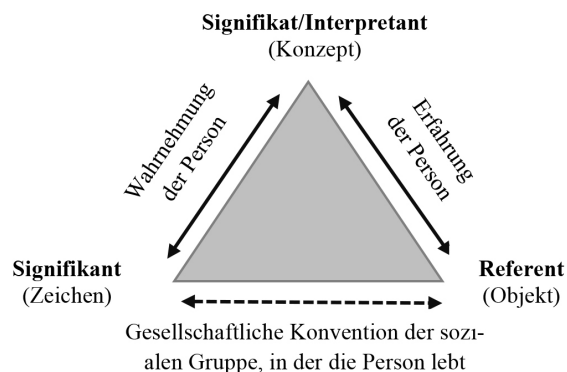 Signifikat/Interpretant
(Konzept)
Wahrnehmung
der Person
Erfahrung
der Person
Signifikant
(Zeichen)
Referent
(Objekt)
Gesellschaftliche Konvention der sozi-
alen Gruppe, in der die Person lebt